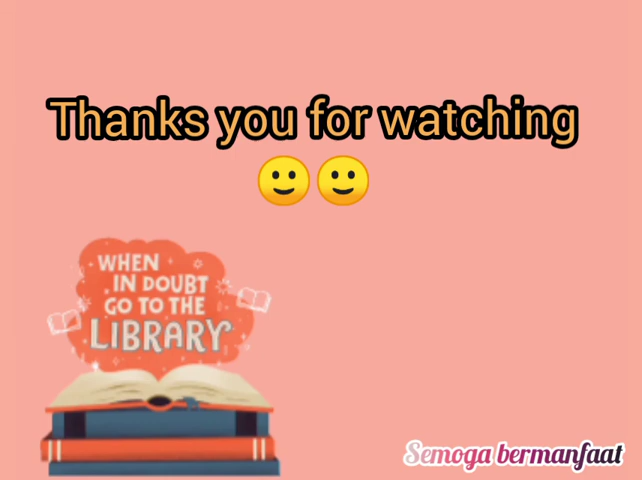 Thanks you for watching
🙂🙂
WHEN
IN DOUBT
GO TO THE
LIBRARY
Semoga bermanfaat